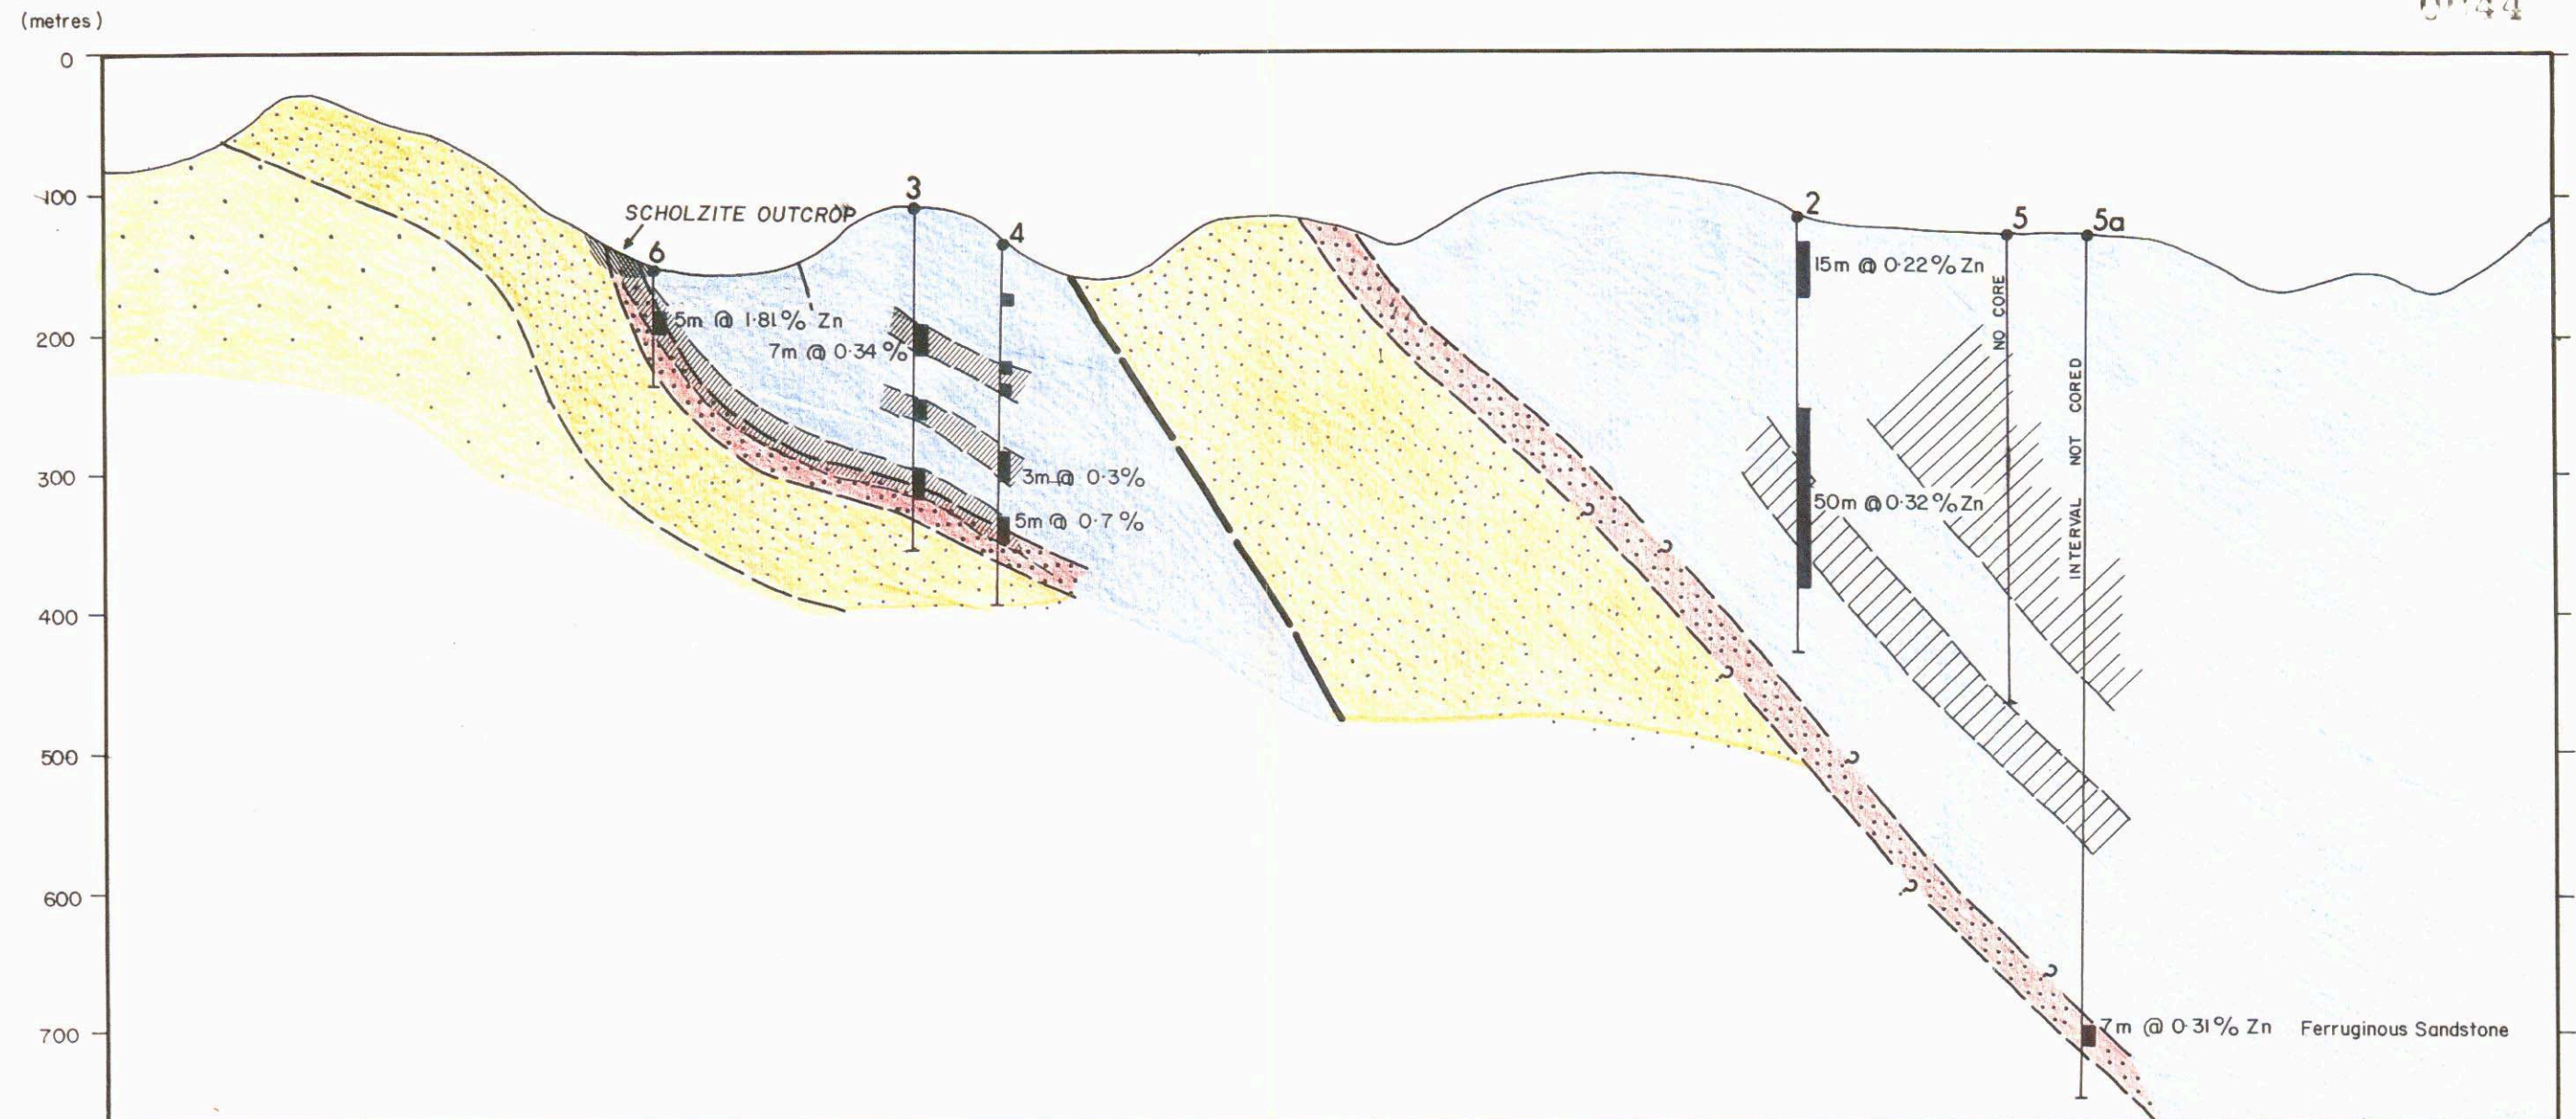 (metres)
0
100
200
300
400
500
600
700
SCHOLZITE OUTCROP
6
3
4
2
5
5a
5m @ 1·81% Zn
7m @ 0·34%
3m @ 0·3%
5m @ 0·7%
15m @ 0·22% Zn
50m @ 0·32% Zn
NO CORE
INTERVAL NOT CORED
?
?
?
?
?
?
7m @ 0·31% Zn Ferruginous Sandstone